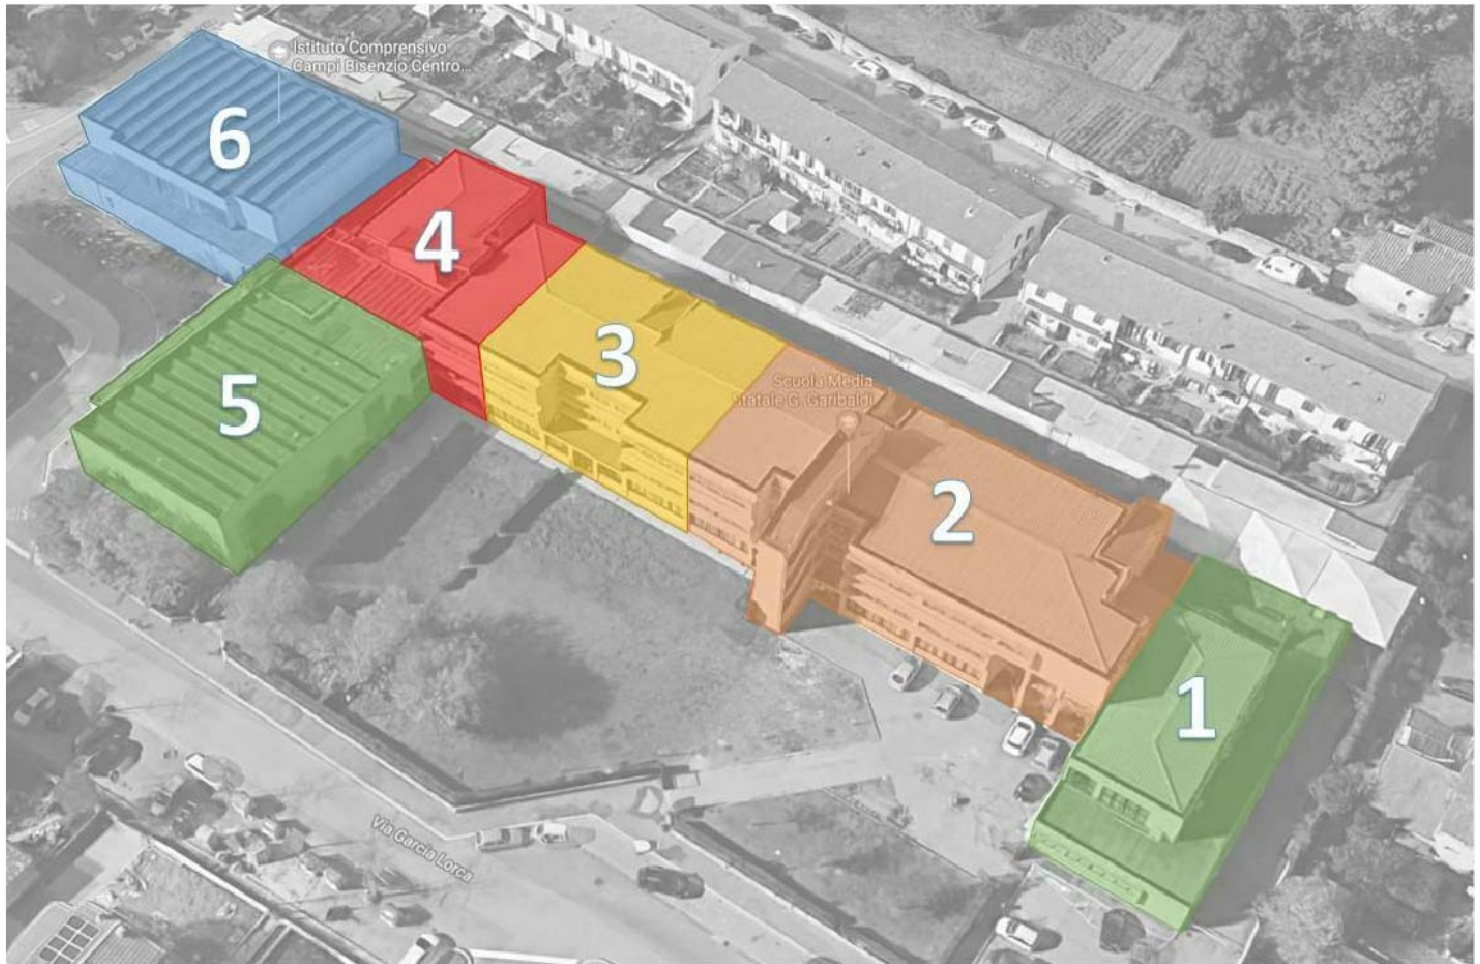 Istituto Comprensivo
Campi Bisenzio Centro...
6
4
3
Scuola Media
Statale G. Garibaldi
5
2
1
Via Garcia Lorca